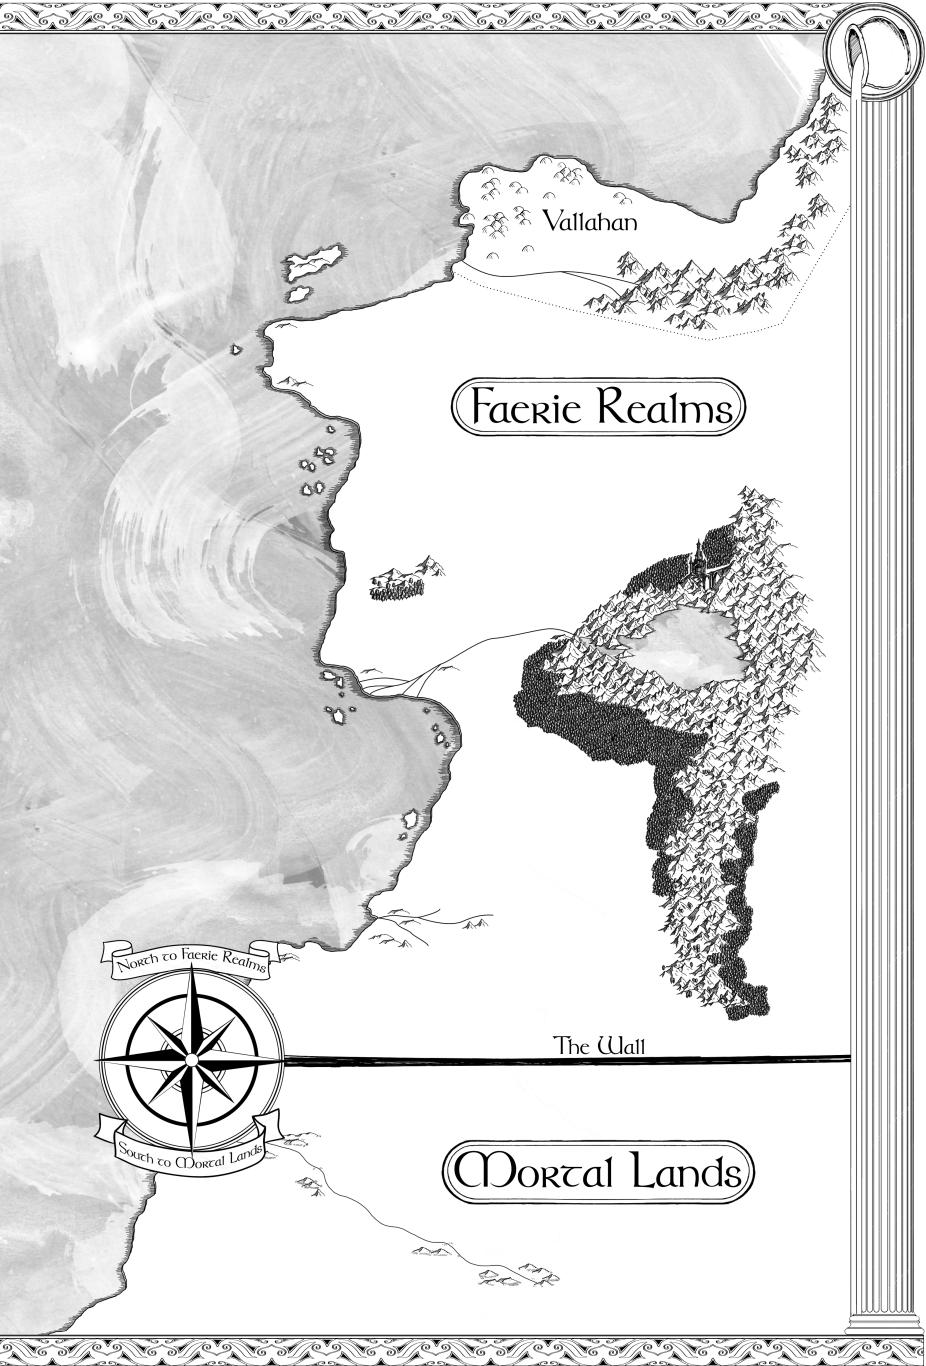 Vallahan
Faerie Realms
North to Faerie Realms
The Wall
South to Mortal Lands
Mortal Lands